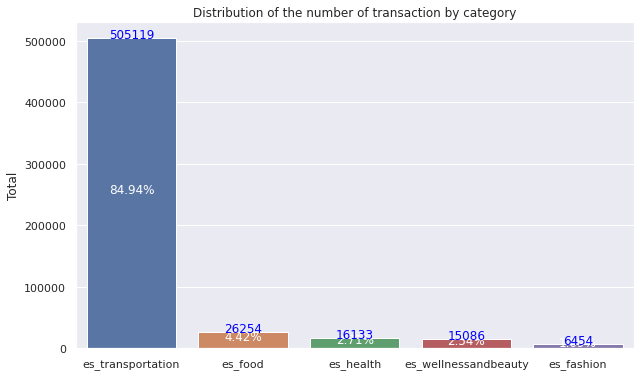 Distribution of the number of transaction by category
Total
500000
400000
300000
200000
100000
0
505119
84.94%
26254
4.42%
16133
2.71%
15086
2.54%
6454
es_transportation
es_food
es_health
es_wellnessandbeauty
es_fashion